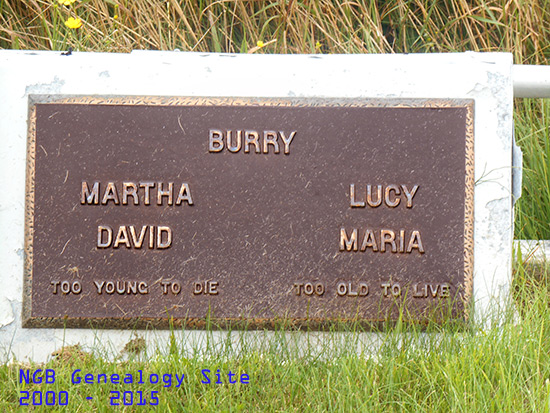 BURRY
MARTHA LUCY
DAVID MARIA
TOO YOUNG TO DIE TOO OLD TO LIVE
NGB Genealogy Site
2000 - 2015